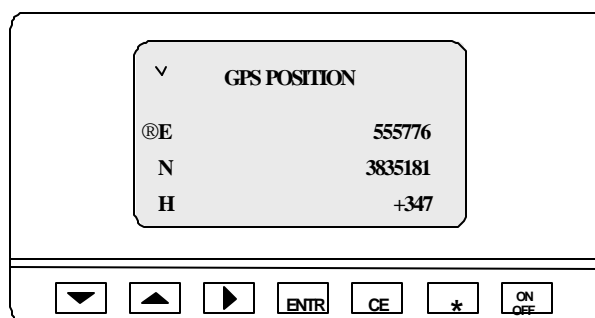 ˅ GPS POSITION
®E 555776
N 3835181
H +347
ENTR CE * ON OFF